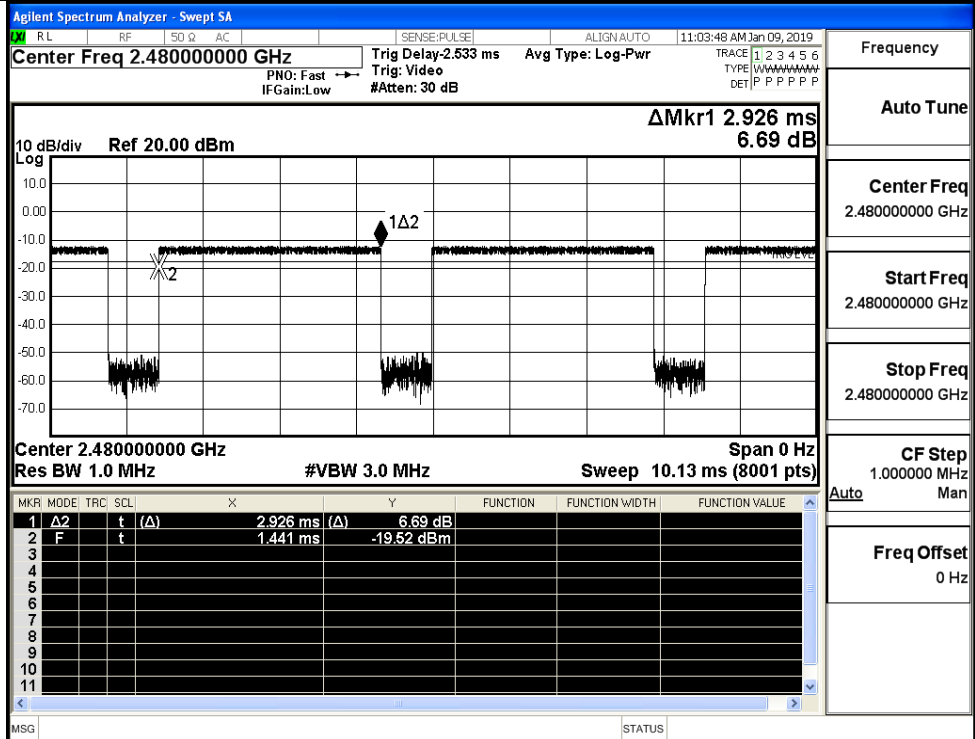 Agilent Spectrum Analyzer - Swept SA
LXI RL RF 50 Ω AC SENSE:PULSE ALIGN AUTO 11:03:48 AM Jan 09, 2019
Center Freq 2.480000000 GHz
PNO: Fast
IFGain:Low
Trig Delay-2.533 ms
Trig: Video
#Atten: 30 dB
Avg Type: Log-Pwr
TRACE 1 2 3 4 5 6
TYPE WWWWWW
DET P P P P P P
ΔMkr1 2.926 ms
6.69 dB
10 dB/div
Log
Ref 20.00 dBm
10.0
0.00
-10.0
-20.0
-30.0
-40.0
-50.0
-60.0
-70.0
1Δ2
2
Center 2.480000000 GHz
Span 0 Hz
Res BW 1.0 MHz
#VBW 3.0 MHz
Sweep 10.13 ms (8001 pts)
MKR MODE TRC SCL X Y FUNCTION FUNCTION WIDTH FUNCTION VALUE
1 Δ2 t (Δ) 2.926 ms (Δ) 6.69 dB
2 F t 1.441 ms -19.52 dBm
3
4
5
6
7
8
9
10
11
MSG
STATUS
Frequency
Auto Tune
Center Freq
2.480000000 GHz
Start Freq
2.480000000 GHz
Stop Freq
2.480000000 GHz
CF Step
1.000000 MHz
Auto Man
Freq Offset
0 Hz